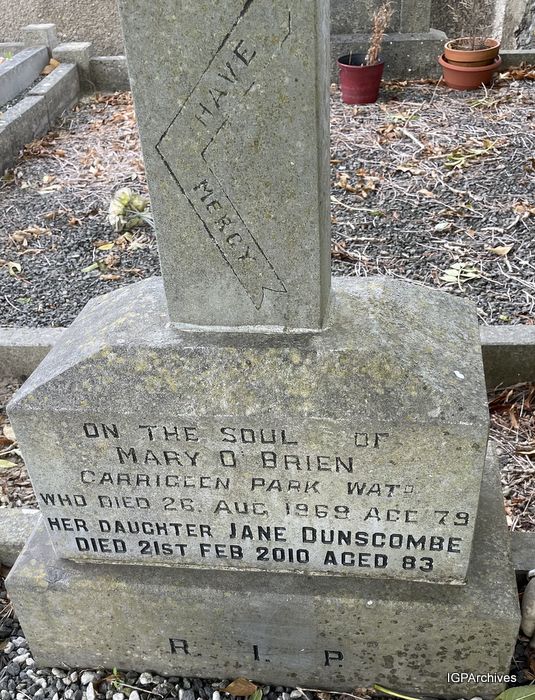 HAVE
MERCY
ON THE SOUL OF
MARY O BRIEN
CARRIGEEN PARK WATD
WHO DIED 26. AUG 1969 AGE 79
HER DAUGHTER JANE DUNSCOMBE
DIED 21ST FEB 2010 AGED 83
R. I. P
IGPArchives